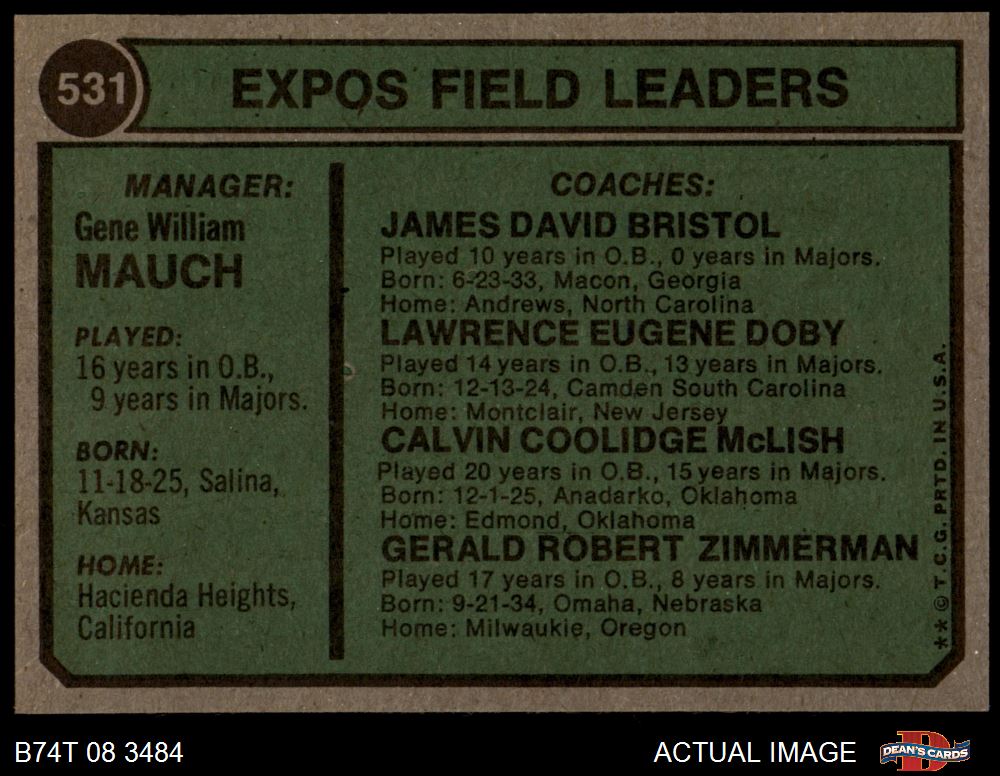 531
EXPOS FIELD LEADERS
MANAGER:
Gene William
MAUCH
PLAYED:
16 years in O.B.,
9 years in Majors.
BORN:
11-18-25, Salina,
Kansas
HOME:
Hacienda Heights,
California
COACHES:
JAMES DAVID BRISTOL
Played 10 years in O.B., 0 years in Majors.
Born: 6-23-33, Macon, Georgia
Home: Andrews, North Carolina
LAWRENCE EUGENE DOBY
Played 14 years in O.B., 13 years in Majors.
Born: 12-13-24, Camden South Carolina
Home: Montclair, New Jersey
CALVIN COOLIDGE McLISH
Played 20 years in O.B., 15 years in Majors.
Born: 12-1-25, Anadarko, Oklahoma
Home: Edmond, Oklahoma
GERALD ROBERT ZIMMERMAN
Played 17 years in O.B., 8 years in Majors.
Born: 9-21-34, Omaha, Nebraska
Home: Milwaukie, Oregon
** © T.C.G. PRTD. IN U.S.A.
B74T 08 3484
ACTUAL IMAGE
D
DEAN'S CARDS